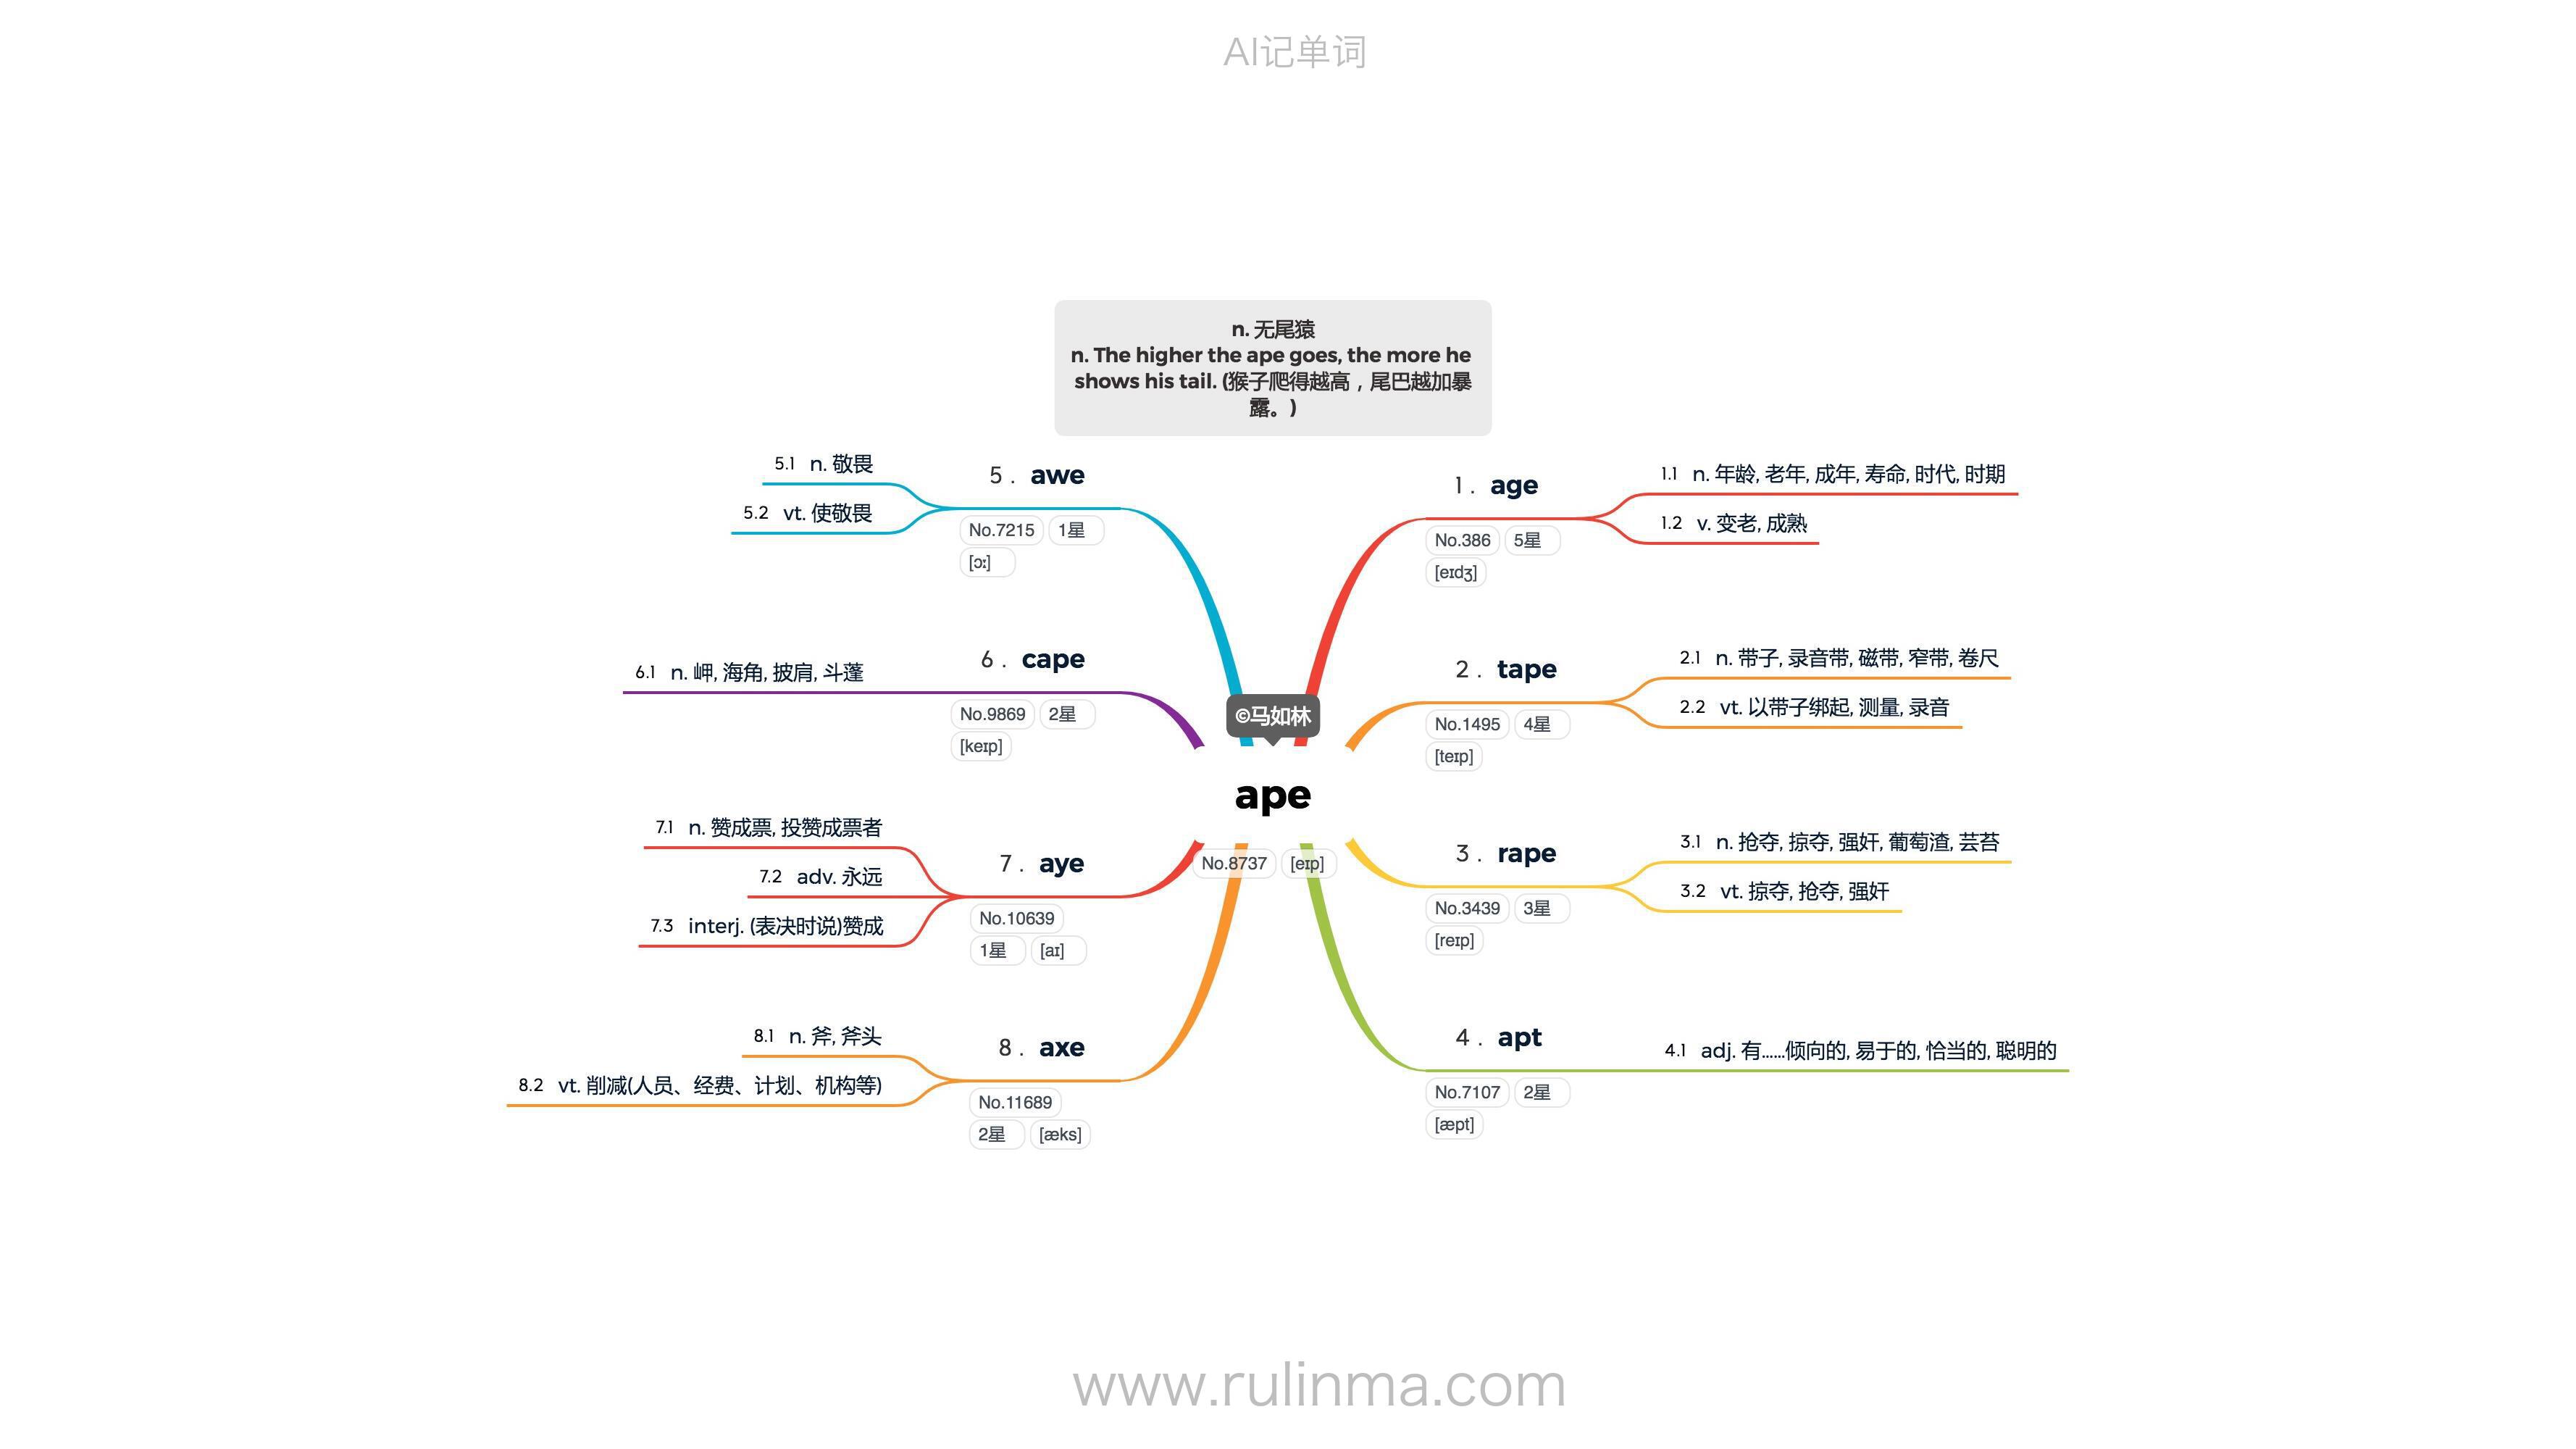 AI记单词
n. 无尾猿
n. The higher the ape goes, the more he
shows his tail. (猴子爬得越高，尾巴越加暴
露。)
©马如林
ape
No.8737 [eɪp]
1. age
No.386 5星
[eɪdʒ]
1.1 n. 年龄, 老年, 成年, 寿命, 时代, 时期
1.2 v. 变老, 成熟
2. tape
No.1495 4星
[teɪp]
2.1 n. 带子, 录音带, 磁带, 窄带, 卷尺
2.2 vt. 以带子绑起, 测量, 录音
3. rape
No.3439 3星
[reɪp]
3.1 n. 抢夺, 掠夺, 强奸, 葡萄渣, 芸苔
3.2 vt. 掠夺, 抢夺, 强奸
4. apt
No.7107 2星
[æpt]
4.1 adj. 有……倾向的, 易于的, 恰当的, 聪明的
5. awe
No.7215 1星
[ɔɪ]
5.1 n. 敬畏
5.2 vt. 使敬畏
6. cape
No.9869 2星
[keɪp]
6.1 n. 岬, 海角, 披肩, 斗蓬
7. aye
No.10639
1星 [aɪ]
7.1 n. 赞成票, 投赞成票者
7.2 adv. 永远
7.3 interj. (表决时说)赞成
8. axe
No.11689
2星 [æks]
8.1 n. 斧, 斧头
8.2 vt. 削减(人员、经费、计划、机构等)
www.rulinma.com